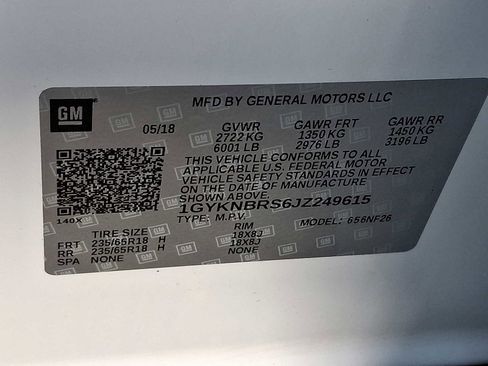 GM
MFD BY GENERAL MOTORS LLC
05/18 GVWR GAWR FRT GAWR RR
2722 KG 1350 KG 1450 KG
6001 LB 2976 LB 3196 LB
THIS VEHICLE CONFORMS TO ALL
APPLICABLE U.S. FEDERAL MOTOR
VEHICLE SAFETY STANDARDS IN EFFECT
ON THE DATE OF MANUFACTURE
SHOWN ABOVE
1GYKNBRS6JZ249615
140X TYPE: M.P.V. MODEL: 656NF26
TIRE SIZE RIM
FRT 235/65R18 H 18X8J
RR 235/65R18 H 18X8J
SPA NONE NONE